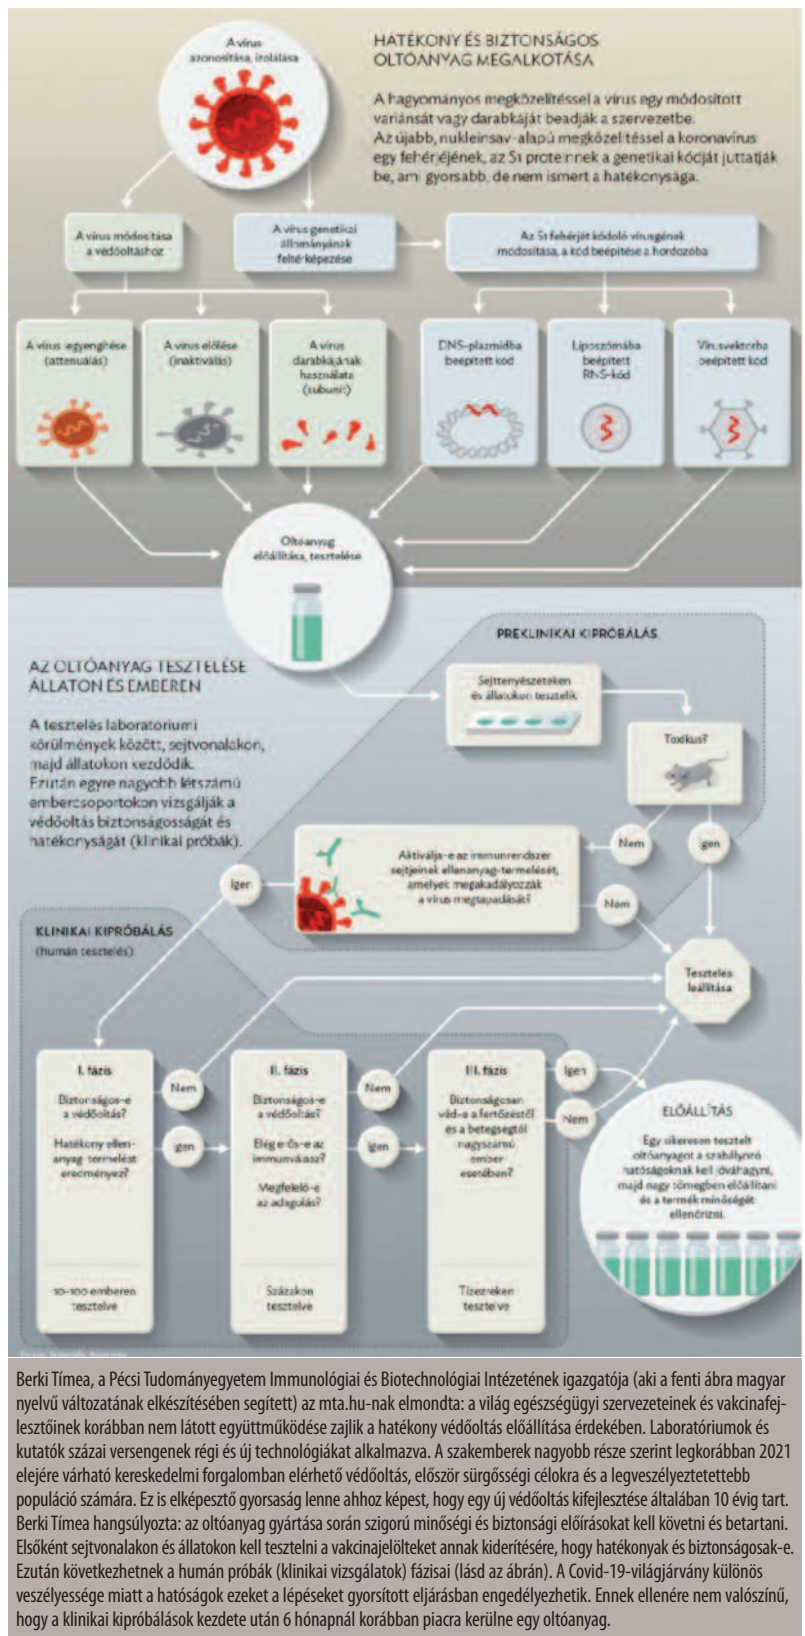 A vírus
azonosítása, izolálása
HATÉKONY ÉS BIZTONSÁGOS
OLTÓANYAG MEGALKOTÁSA
A hagyományos megközelítéssel a vírus egy módosított
variánsát vagy darabkáját beadják a szervezetbe.
Az újabb, nukleinsav-alapú megközelítéssel a koronavírus
egy fehérjéjének, az S1 proteinnek a genetikai kódját juttatják
be, ami gyorsabb, de nem ismert a hatékonysága.
A vírus módosítása
a védőoltáshoz
A vírus genetikai
állományának
feltérképezése
Az S1 fehérjét kódoló vírusgének
módosítása, a kód beépítése a hordozóba
A vírus legyengítése
(attenuálás)
A vírus elölése
(inaktiválás)
A vírus
darabkájának
használata
(subunit)
DNS-plazmidba
beépített kód
Liposzómába
beépített
RNS-kód
Vírusvektorba
beépített kód
Oltóanyag
előállítása, tesztelése
PREKLINIKAI KIPRÓBÁLÁS
AZ OLTÓANYAG TESZTELÉSE
ÁLLATON ÉS EMBEREN
A tesztelés laboratóriumi
körülmények között, sejtvonalakon,
majd állatokon kezdődik.
Ezután egyre nagyobb létszámú
embercsoportokon vizsgálják a
védőoltás biztonságosságát és
hatékonyságát (klinikai próbák).
Sejttenyészeteken
és állatokon tesztelik
Toxikus?
Nem
Igen
Aktiválja-e az immunrendszer
sejtjeinek ellenanyag-termelését,
amelyek megakadályozzák
a vírus megtapadását?
Igen
Nem
KLINIKAI KIPRÓBÁLÁS
(humán tesztelés)
Tesztelés
leállítása
I. fázis
Biztonságos-e
a védőoltás?
Hatékony ellen-
anyag-termelést
eredményez?
10-100 emberen
tesztelve
Nem
Igen
II. fázis
Biztonságos-e
a védőoltás?
Elég erős-e az
immunválasz?
Megfelelő-e
az adagolás?
Százakon
tesztelve
Nem
Igen
III. fázis
Biztonságosan
véd-e a fertőzéstől
és a betegségtől
nagyszámú
ember
esetében?
Tízezreken
tesztelve
Igen
Nem
ELŐÁLLÍTÁS
Egy sikeresen tesztelt
oltóanyagot a szabályozó
hatóságoknak kell jóváhagyni,
majd nagy tömegben előállítani
és a termék minőségét
ellenőrizni.
Berki Tímea, a Pécsi Tudományegyetem Immunológiai és Biotechnológiai Intézetének igazgatója (aki a fenti ábra magyar
nyelvű változatának elkészítésében segített) az mta.hu-nak elmondta: a világ egészségügyi szervezeteinek és vakcinafej-
lesztőinek korábban nem látott együttműködése zajlik a hatékony védőoltás előállítása érdekében. Laboratóriumok és
kutatók százai versengenek régi és új technológiákat alkalmazva. A szakemberek nagyobb része szerint legkorábban 2021
elejére várható kereskedelmi forgalomban elérhető védőoltás, először sürgősségi célokra és a legveszélyeztetettebb
populáció számára. Ez is elképesztő gyorsaság lenne ahhoz képest, hogy egy új védőoltás kifejlesztése általában 10 évig tart.
Berki Tímea hangsúlyozta: az oltóanyag gyártása során szigorú minőségi és biztonsági előírásokat kell követni és betartani.
Elsőként sejtvonalakon és állatokon kell tesztelni a vakcinajelölteket annak kiderítésére, hogy hatékonyak és biztonságosak-e.
Ezután következhetnek a humán próbák (klinikai vizsgálatok) fázisai (lásd az ábrán). A Covid-19-világjárvány különös
veszélyessége miatt a hatóságok ezeket a lépéseket gyorsított eljárásban engedélyezhetik. Ennek ellenére nem valószínű,
hogy a klinikai kipróbálások kezdete után 6 hónapnál korábban piacra kerülne egy oltóanyag.